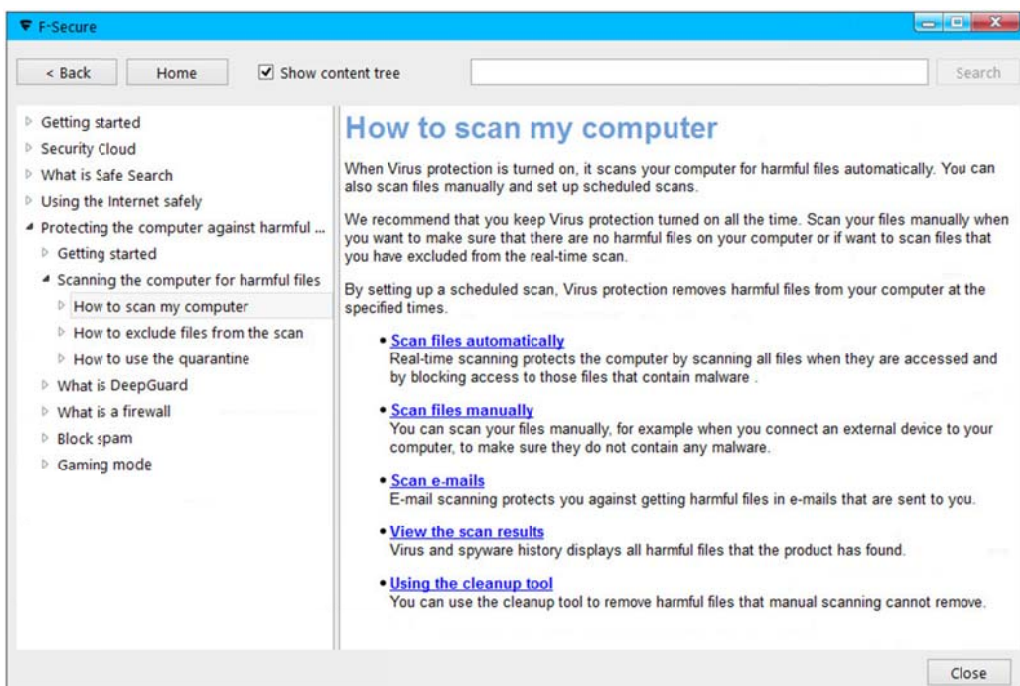 F-Secure
< Back
Home
Show content tree
Search
Getting started
Security Cloud
What is Safe Search
Using the Internet safely
Protecting the computer against harmful ...
Getting started
Scanning the computer for harmful files
How to scan my computer
How to exclude files from the scan
How to use the quarantine
What is DeepGuard
What is a firewall
Block spam
Gaming mode
How to scan my computer
When Virus protection is turned on, it scans your computer for harmful files automatically. You can
also scan files manually and set up scheduled scans.
We recommend that you keep Virus protection turned on all the time. Scan your files manually when
you want to make sure that there are no harmful files on your computer or if want to scan files that
you have excluded from the real-time scan.
By setting up a scheduled scan, Virus protection removes harmful files from your computer at the
specified times.
• Scan files automatically
Real-time scanning protects the computer by scanning all files when they are accessed and
by blocking access to those files that contain malware .
• Scan files manually
You can scan your files manually, for example when you connect an external device to your
computer, to make sure they do not contain any malware.
• Scan e-mails
E-mail scanning protects you against getting harmful files in e-mails that are sent to you.
• View the scan results
Virus and spyware history displays all harmful files that the product has found.
• Using the cleanup tool
You can use the cleanup tool to remove harmful files that manual scanning cannot remove.
Close